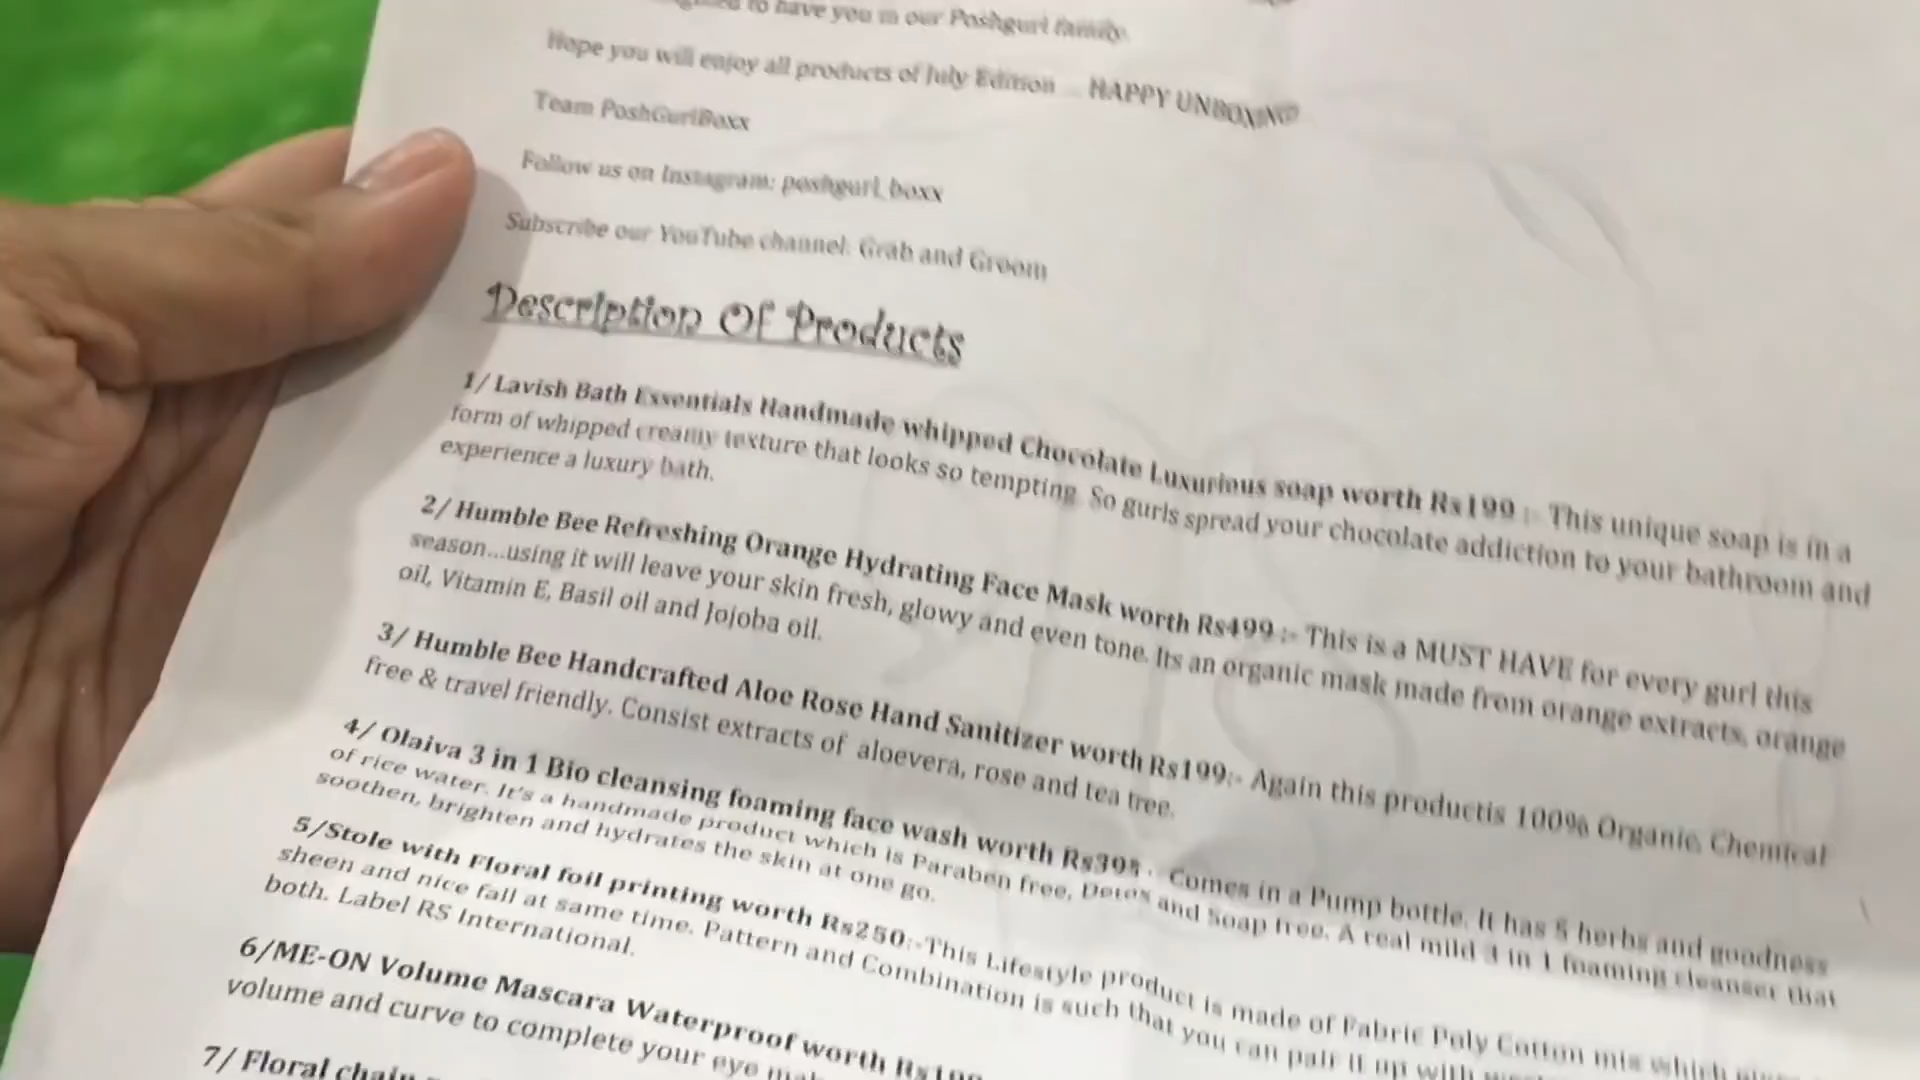 to have you in our Poshgurl family.
Hope you will enjoy all products of July Edition ... HAPPY UNBOXING
Team PoshGurlBoxx
Follow us on Instagram: poshgurl_boxx
Subscribe our YouTube channel: Grab and Groom
Description Of Products
1/ Lavish Bath Essentials Handmade whipped Chocolate Luxurious soap worth Rs199 :- This unique soap is in a
form of whipped creamy texture that looks so tempting. So gurls spread your chocolate addiction to your bathroom and
experience a luxury bath.
2/ Humble Bee Refreshing Orange Hydrating Face Mask worth Rs499 :- This is a MUST HAVE for every gurl this
season...using it will leave your skin fresh, glowy and even tone. Its an organic mask made from orange extracts, orange
oil, Vitamin E, Basil oil and Jojoba oil.
3/ Humble Bee Handcrafted Aloe Rose Hand Sanitizer worth Rs199:- Again this productis 100% Organic, Chemical
free & travel friendly. Consist extracts of aloevera, rose and tea tree.
4/ Olaiva 3 in 1 Bio cleansing foaming face wash worth Comes in a Pump bottle. It has 5 herbs and goodness
of rice water. It's a handmade product which is Paraben free, and Soap free. A real mild 3 in 1 foaming cleanser that
soothen, brighten and hydrates the skin at one go.
5/Stole with Floral foil printing worth Rs250:-This Lifestyle product is made of Fabric Poly Cotton mix which
sheen and nice fall at same time. Pattern and Combination is such that you can pair it up with
both. Label RS International.
6/ME-ON Volume Mascara Waterproof worth
volume and curve to complete your eye
7/ Floral chain